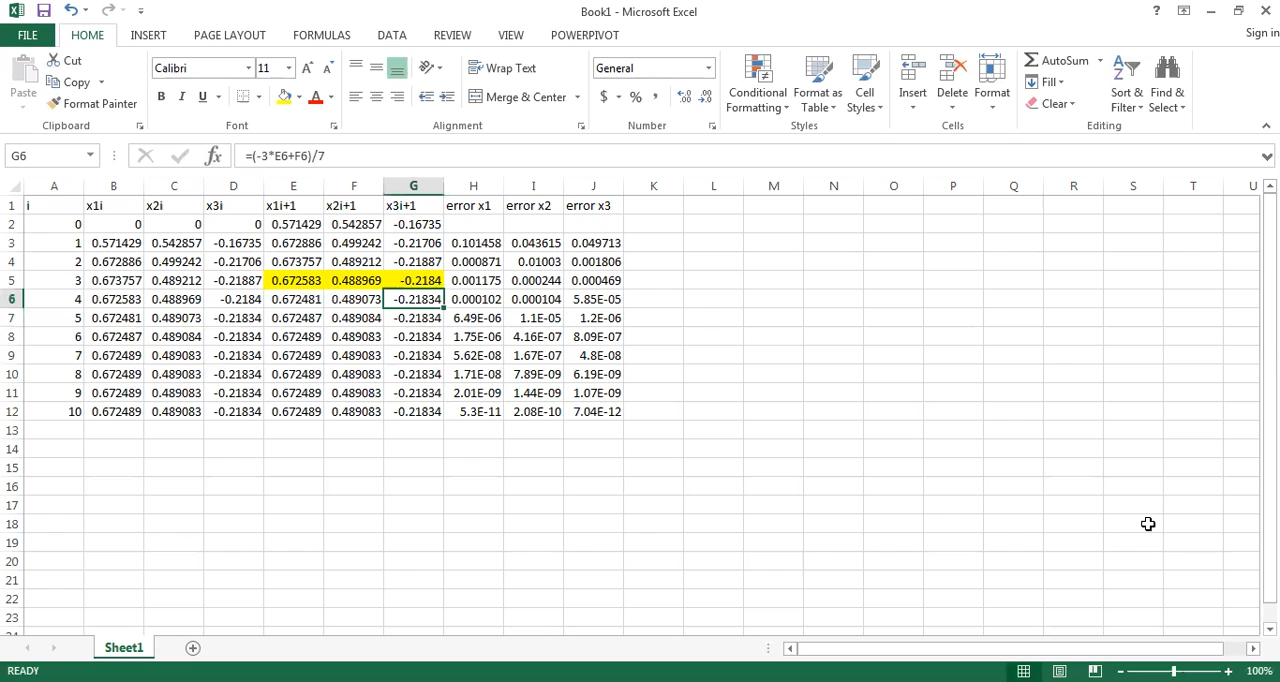 Book1 - Microsoft Excel
? Sign in
FILE HOME INSERT PAGE LAYOUT FORMULAS DATA REVIEW VIEW POWERPIVOT
Paste Cut Copy Format Painter
Clipboard
Calibri 11 A A
B I U A
Font
Wrap Text
Merge & Center
Alignment
General
$ % ,
Number
Conditional Formatting Format as Table Cell Styles
Styles
Insert Delete Format
Cells
AutoSum Fill Clear Sort & Filter Find & Select
Editing
G6 fx =(-3*E6+F6)/7
A B C D E F G H I J K L M N O P Q R S T U
1 i x1i x2i x3i x1i+1 x2i+1 x3i+1 error x1 error x2 error x3
2 0 0 0 0 0.571429 0.542857 -0.16735
3 1 0.571429 0.542857 -0.16735 0.672886 0.499242 -0.21706 0.101458 0.043615 0.049713
4 2 0.672886 0.499242 -0.21706 0.673757 0.489212 -0.21887 0.000871 0.01003 0.001806
5 3 0.673757 0.489212 -0.21887 0.672583 0.488969 -0.2184 0.001175 0.000244 0.000469
6 4 0.672583 0.488969 -0.2184 0.672481 0.489073 -0.21834 0.000102 0.000104 5.85E-05
7 5 0.672481 0.489073 -0.21834 0.672487 0.489084 -0.21834 6.49E-06 1.1E-05 1.2E-06
8 6 0.672487 0.489084 -0.21834 0.672489 0.489083 -0.21834 1.75E-06 4.16E-07 8.09E-07
9 7 0.672489 0.489083 -0.21834 0.672489 0.489083 -0.21834 5.62E-08 1.67E-07 4.8E-08
10 8 0.672489 0.489083 -0.21834 0.672489 0.489083 -0.21834 1.71E-08 7.89E-09 6.19E-09
11 9 0.672489 0.489083 -0.21834 0.672489 0.489083 -0.21834 2.01E-09 1.44E-09 1.07E-09
12 10 0.672489 0.489083 -0.21834 0.672489 0.489083 -0.21834 5.3E-11 2.08E-10 7.04E-12
13
14
15
16
17
18
19
20
21
22
23
Sheet1
READY 100%